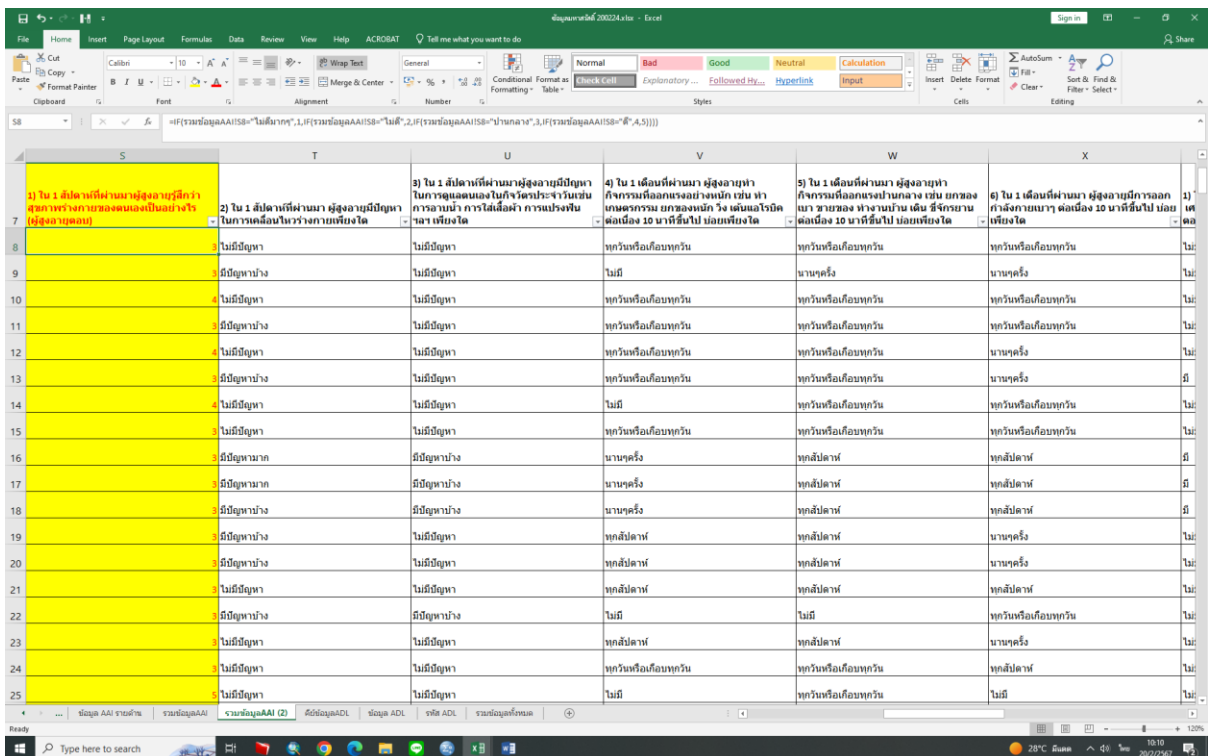 ข้อมูลมหาสวัสดิ์ 200224.xlsx - Excel
Sign in
File Home Insert Page Layout Formulas Data Review View Help ACROBAT Tell me what you want to do Share
Cut
Copy
Format Painter
Paste
Calibri 10
Wrap Text
Merge & Center
General
Conditional Formatting
Format as Table
Normal Bad Good Neutral Calculation
Check Cell Explanatory ... Followed Hy... Hyperlink Input
Insert Delete Format
AutoSum
Fill
Clear
Sort & Filter
Find & Select
Clipboard Font Alignment Number Styles Cells Editing
S8 fx =IF(รวมข้อมูลAAI!S8="ไม่ดีมากๆ",1,IF(รวมข้อมูลAAI!S8="ไม่ดี",2,IF(รวมข้อมูลAAI!S8="ปานกลาง",3,IF(รวมข้อมูลAAI!S8="ดี",4,5))))
S T U V W X
7
1) ใน 1 สัปดาห์ที่ผ่านมาผู้สูงอายุรู้สึกว่า
สุขภาพร่างกายของตนเองเป็นอย่างไร
(ผู้สูงอายุตอบ)
2) ใน 1 สัปดาห์ที่ผ่านมา ผู้สูงอายุมีปัญหา
ในการเคลื่อนไหวร่างกายเพียงใด
3) ใน 1 สัปดาห์ที่ผ่านมาผู้สูงอายุมีปัญหา
ในการดูแลตนเองในกิจวัตรประจำวันเช่น
การอาบน้ำ การใส่เสื้อผ้า การแปรงฟัน
ฯลฯ เพียงใด
4) ใน 1 เดือนที่ผ่านมา ผู้สูงอายุทำ
กิจกรรมที่ออกแรงอย่างหนัก เช่น ทำ
เกษตรกรรม ยกของหนัก วิ่ง เต้นแอโรบิค
ต่อเนื่อง 10 นาทีขึ้นไป บ่อยเพียงใด
5) ใน 1 เดือนที่ผ่านมา ผู้สูงอายุทำ
กิจกรรมที่ออกแรงปานกลาง เช่น ยกของ
เบา ขายของ ทำงานบ้าน เดิน ขี่จักรยาน
ต่อเนื่อง 10 นาทีขึ้นไป บ่อยเพียงใด
6) ใน 1 เดือนที่ผ่านมา ผู้สูงอายุมีการออก
กำลังกายเบาๆ ต่อเนื่อง 10 นาทีขึ้นไป บ่อย
เพียงใด
8 3 ไม่มีปัญหา ไม่มีปัญหา ทุกวันหรือเกือบทุกวัน ทุกวันหรือเกือบทุกวัน ทุกวันหรือเกือบทุกวัน
9 3 มีปัญหาบ้าง ไม่มีปัญหา ไม่มี นานๆครั้ง นานๆครั้ง
10 4 ไม่มีปัญหา ไม่มีปัญหา ทุกวันหรือเกือบทุกวัน ทุกวันหรือเกือบทุกวัน ทุกวันหรือเกือบทุกวัน
11 3 มีปัญหาบ้าง ไม่มีปัญหา ทุกวันหรือเกือบทุกวัน ทุกวันหรือเกือบทุกวัน ทุกวันหรือเกือบทุกวัน
12 4 ไม่มีปัญหา ไม่มีปัญหา ทุกวันหรือเกือบทุกวัน ทุกวันหรือเกือบทุกวัน นานๆครั้ง
13 3 มีปัญหาบ้าง ไม่มีปัญหา ทุกวันหรือเกือบทุกวัน ทุกวันหรือเกือบทุกวัน นานๆครั้ง มี
14 4 ไม่มีปัญหา ไม่มีปัญหา ไม่มี ทุกวันหรือเกือบทุกวัน ทุกวันหรือเกือบทุกวัน
15 3 ไม่มีปัญหา ไม่มีปัญหา ทุกวันหรือเกือบทุกวัน ทุกวันหรือเกือบทุกวัน ทุกวันหรือเกือบทุกวัน
16 3 มีปัญหามาก มีปัญหาบ้าง นานๆครั้ง ทุกสัปดาห์ ทุกสัปดาห์ มี
17 3 มีปัญหามาก มีปัญหาบ้าง นานๆครั้ง ทุกสัปดาห์ ทุกสัปดาห์ มี
18 3 มีปัญหาบ้าง มีปัญหาบ้าง นานๆครั้ง ทุกสัปดาห์ ทุกสัปดาห์ มี
19 3 มีปัญหาบ้าง ไม่มีปัญหา ทุกสัปดาห์ ทุกสัปดาห์ นานๆครั้ง
20 3 มีปัญหาบ้าง ไม่มีปัญหา ทุกสัปดาห์ ทุกสัปดาห์ นานๆครั้ง
21 3 ไม่มีปัญหา ไม่มีปัญหา ทุกสัปดาห์ ทุกสัปดาห์ ทุกสัปดาห์
22 3 มีปัญหาบ้าง มีปัญหาบ้าง ไม่มี ไม่มี ทุกวันหรือเกือบทุกวัน
23 3 ไม่มีปัญหา ไม่มีปัญหา ทุกสัปดาห์ ทุกสัปดาห์ นานๆครั้ง
24 3 ไม่มีปัญหา ไม่มีปัญหา ทุกวันหรือเกือบทุกวัน ทุกวันหรือเกือบทุกวัน ทุกสัปดาห์
25 5 ไม่มีปัญหา ไม่มีปัญหา ไม่มี ทุกวันหรือเกือบทุกวัน ไม่มี
... ข้อมูล AAI รายด้าน รวมข้อมูลAAI รวมข้อมูลAAI (2) คีย์ข้อมูลADL ข้อมูล ADL รหัส ADL รวมข้อมูลทั้งหมด
Ready 120%
Type here to search 28°C มีแดด 10:10
20/2/2567